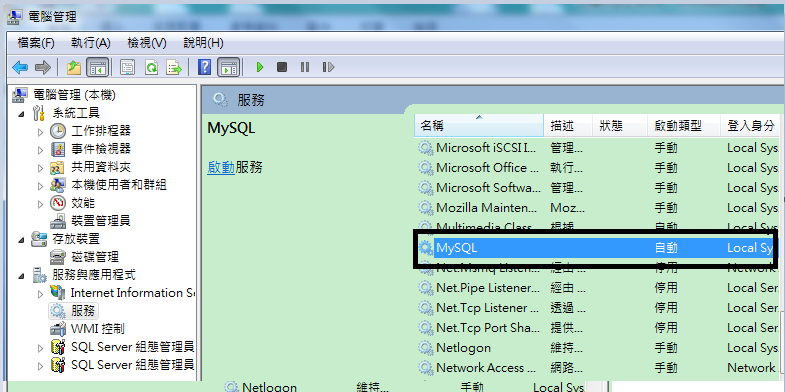 電腦管理
檔案(F) 執行(A) 檢視(V) 說明(H)
電腦管理 (本機)
系統工具
工作排程器
事件檢視器
共用資料夾
本機使用者和群組
效能
裝置管理員
存放裝置
磁碟管理
服務與應用程式
Internet Information S
服務
WMI 控制
SQL Server 組態管理員
SQL Server 組態管理員
服務
MySQL
啟動服務
名稱 描述 狀態 啟動類型 登入身分
Microsoft iSCSI I... 管理... 手動 Local Sys
Microsoft Office ... 執行... 手動 Local Sys
Microsoft Softwa... 管理... 手動 Local Sys
Mozilla Mainten... Moz... 手動 Local Sys
Multimedia Class 根據 自動 Local Sys
MySQL 自動 Local Sy
Net.Msmq Listen... 經由... 停用 Network
Net.Pipe Listener... 經由... 停用 Local Ser
Net.Tcp Listener ... 透過... 停用 Local Ser
Net.Tcp Port Sha... 提供... 停用 Local Ser
Netlogon 維持... 手動 Local Sys
Network Access ... 網路... 手動 Network
Netlogon 維持... 手動 Local Sys